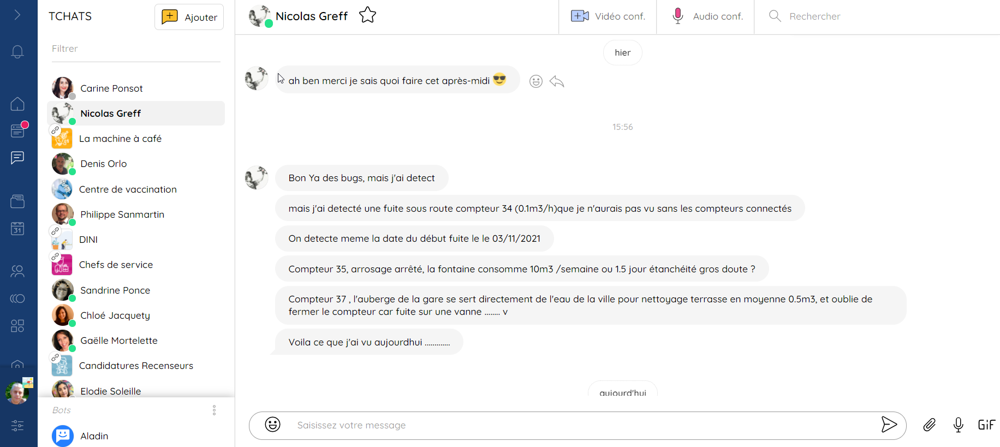 TCHATS
Ajouter
Filtrer
Carine Ponsot
Nicolas Greff
La machine à café
Denis Orlo
Centre de vaccination
Philippe Sanmartin
DINI
Chefs de service
Sandrine Ponce
Chloé Jacquety
Gaëlle Mortelette
Candidatures Recenseurs
Elodie Soleille
Bots
Aladin
31
Nicolas Greff
Vidéo conf.
Audio conf.
Rechercher
hier
ah ben merci je sais quoi faire cet après-midi 😎
15:56
Bon Ya des bugs, mais j'ai detect
mais j'ai detecté une fuite sous route compteur 34 (0.1m3/h)que je n'aurais pas vu sans les compteurs connectés
On detecte meme la date du début fuite le le 03/11/2021
Compteur 35, arrosage arrêté, la fontaine consomme 10m3 /semaine ou 1.5 jour étanchéité gros doute ?
Compteur 37 , l'auberge de la gare se sert directement de l'eau de la ville pour nettoyage terrasse en moyenne 0.5m3, et oublie de
fermer le compteur car fuite sur une vanne ........ v
Voila ce que j'ai vu aujourdhui .............
aujourd'hui
Saisissez votre message
GiF